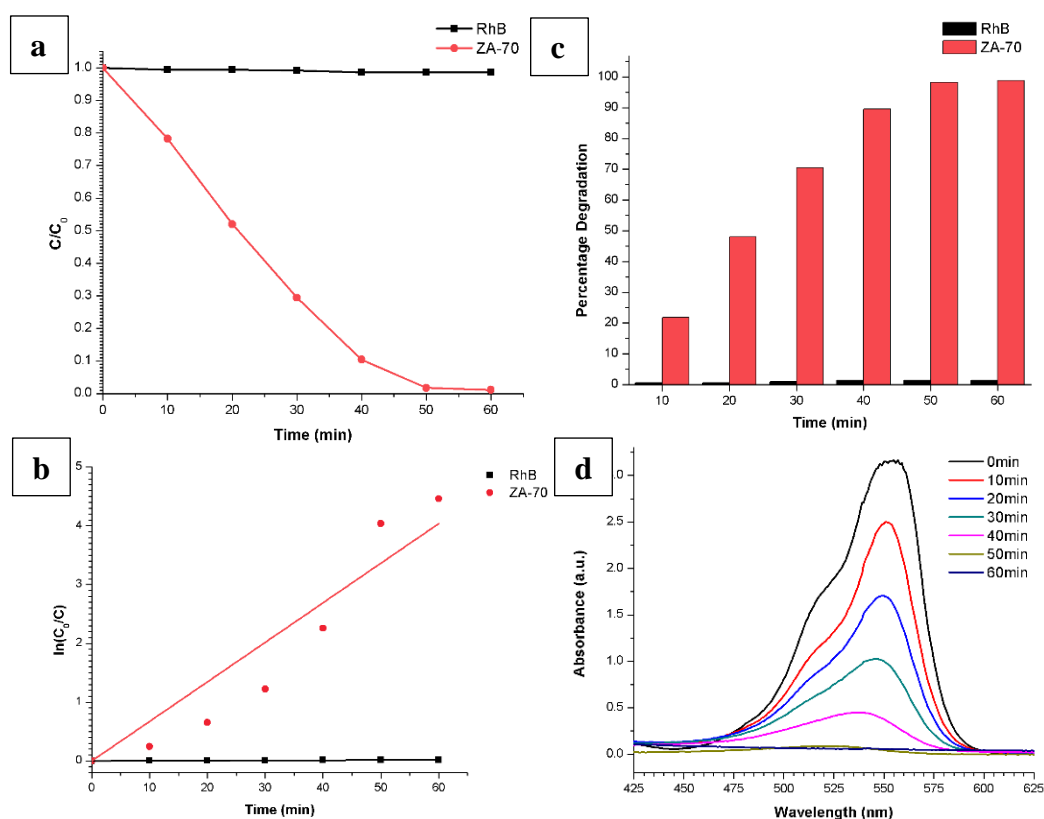 a
RhB
ZA-70
1.0
0.9
0.8
0.7
0.6
0.5
0.4
0.3
0.2
0.1
0.0
C/C0
0 10 20 30 40 50 60
Time (min)
c
RhB
ZA-70
100
90
80
70
60
50
40
30
20
10
0
Percentage Degradation
10 20 30 40 50 60
Time (min)
b
RhB
ZA-70
5
4
3
2
1
0
ln(C0/C)
0 10 20 30 40 50 60
Time (min)
d
0min
10min
20min
30min
40min
50min
60min
.0
2.5
2.0
1.5
1.0
0.5
0.0
Absorbance (a.u.)
425 450 475 500 525 550 575 600 625
Wavelength (nm)